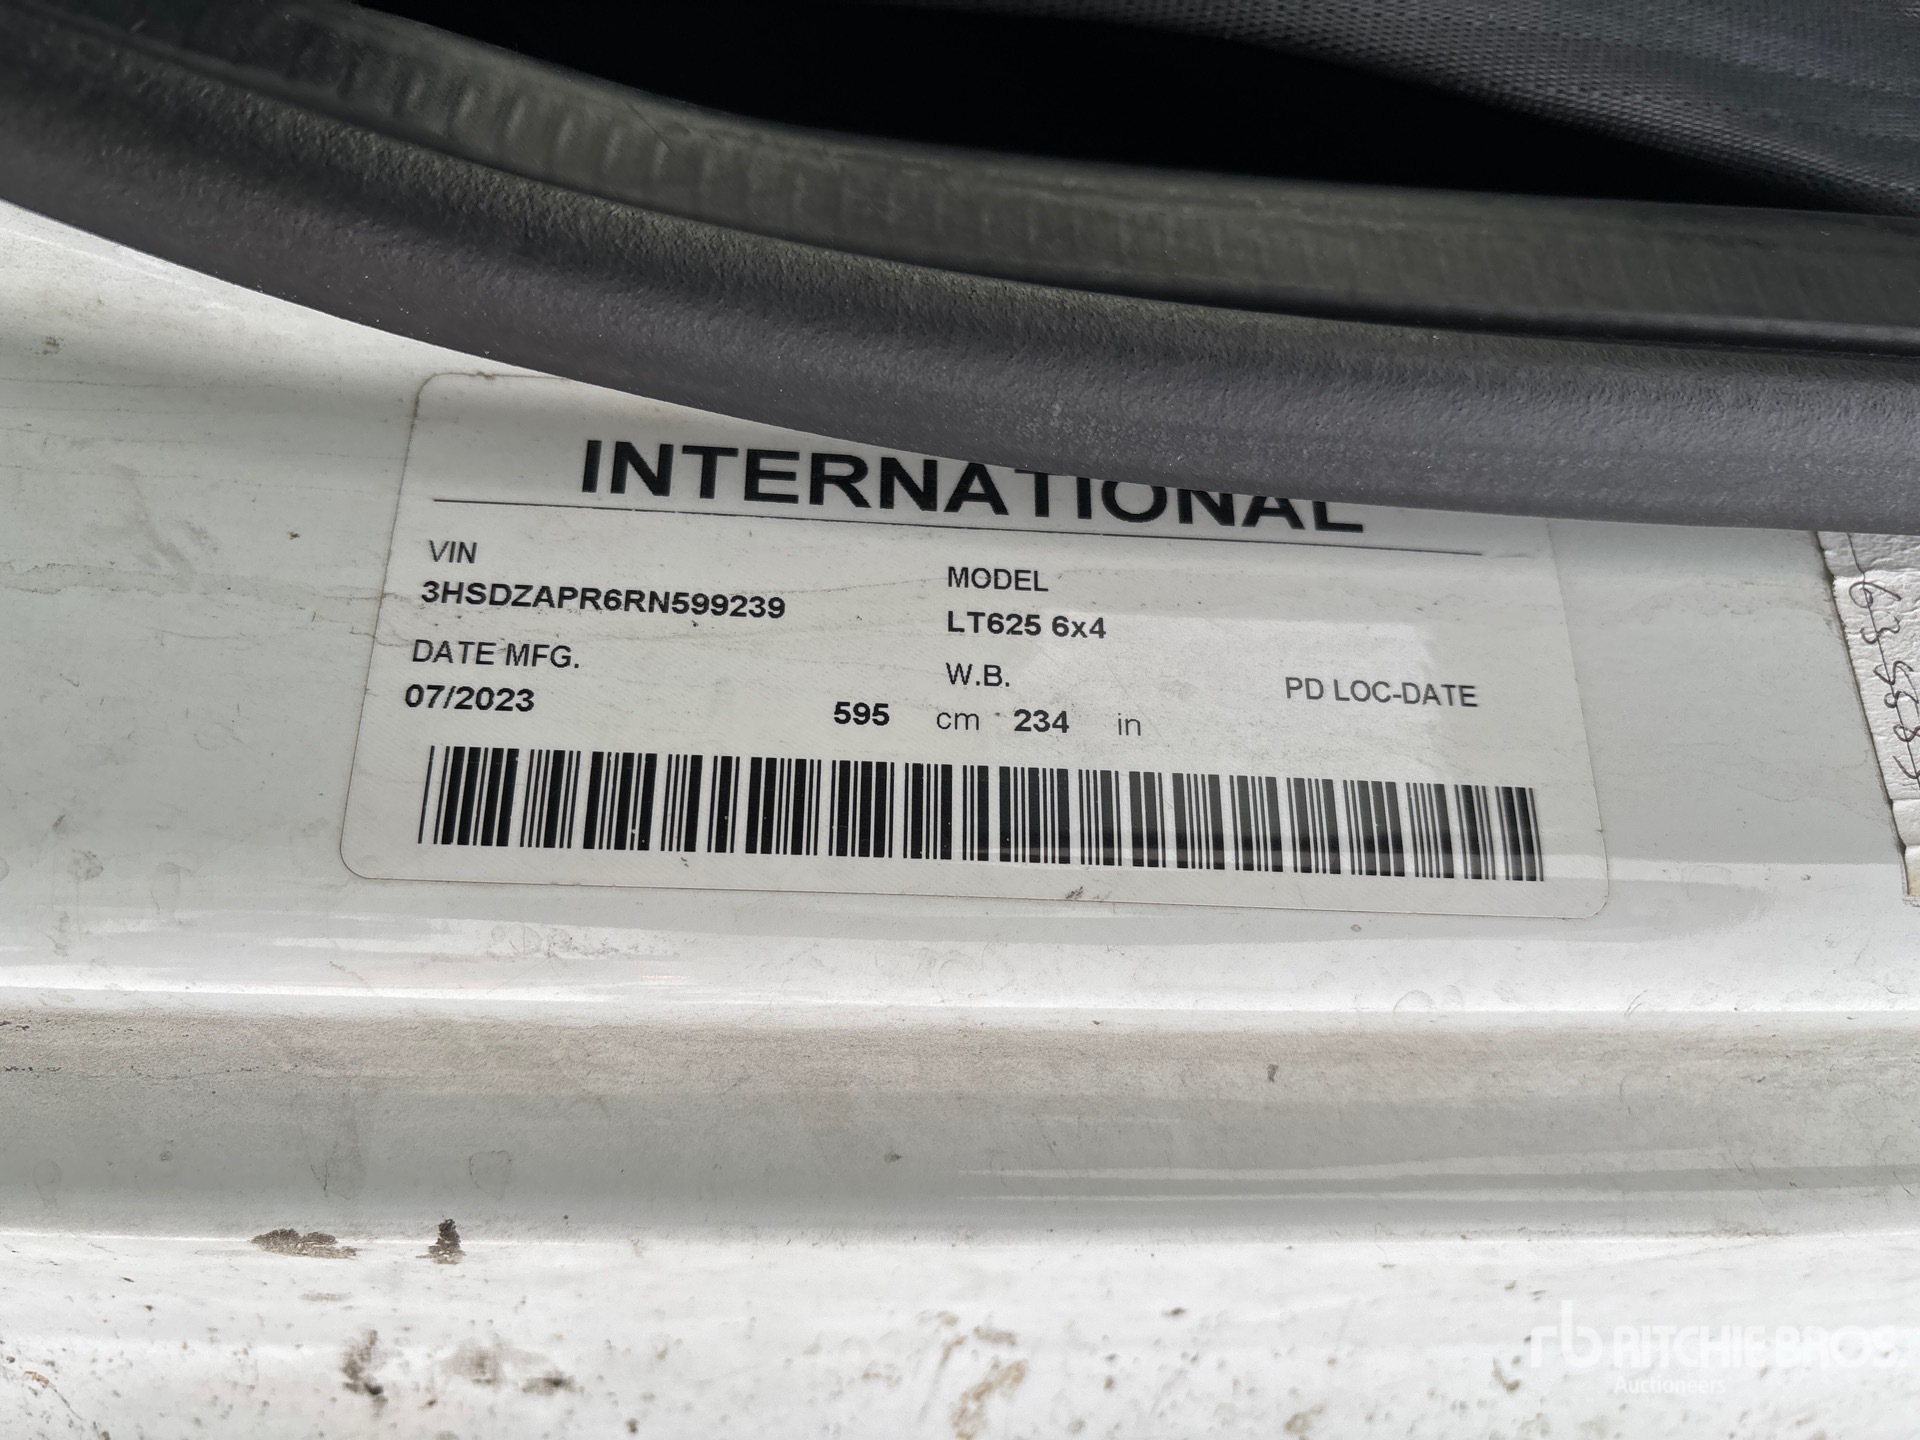 INTERNATIONAL
VIN
3HSDZAPR6RN599239
MODEL
LT625 6x4
DATE MFG.
07/2023
W.B.
595 cm 234 in
PD LOC-DATE
rb RITCHIE BROS.
Auctioneers